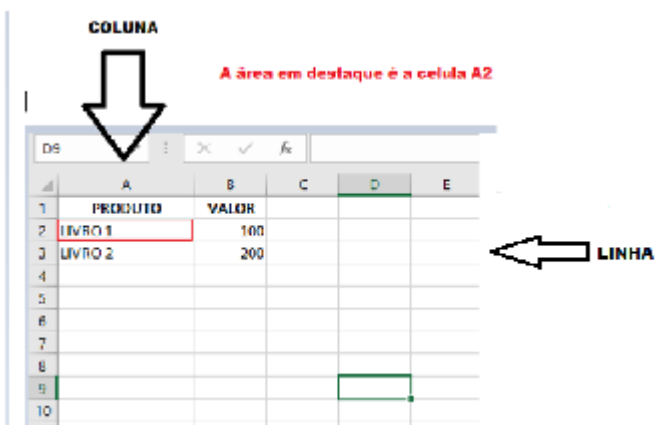 COLUNA
A área em destaque é a celula A2
D9 fx
A B C D E
1 PRODUTO VALOR
2 LIVRO 1 100
3 LIVRO 2 200
LINHA
4
5
6
7
8
9
10